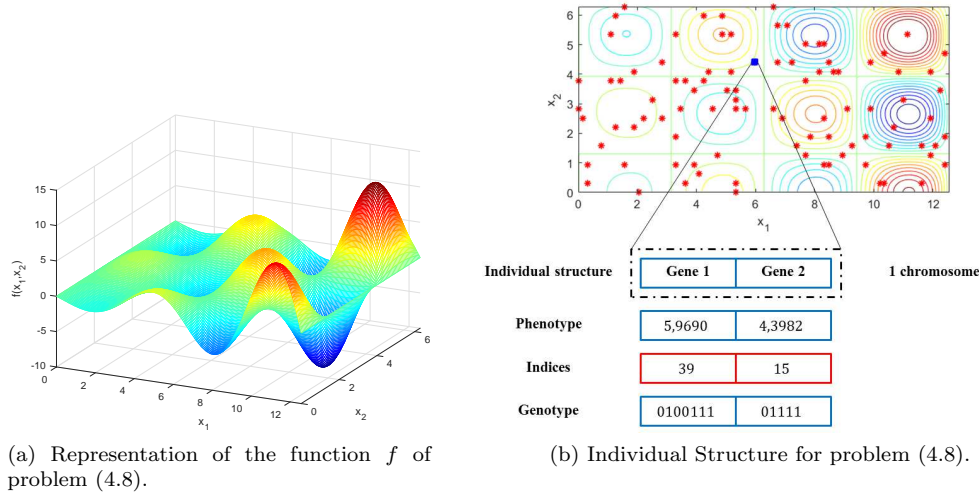 15
10
5
0
-5
-10
f(x1,x2)
0
2
4
6
8
10
12
x1
0
2
4
6
x2
(a) Representation of the function f of
problem (4.8).
6
5
4
3
2
1
0
x2
0
2
4
6
8
10
12
x1
Individual structure
Gene 1
Gene 2
1 chromosome
Phenotype
5,9690
4,3982
Indices
39
15
Genotype
0100111
01111
(b) Individual Structure for problem (4.8).